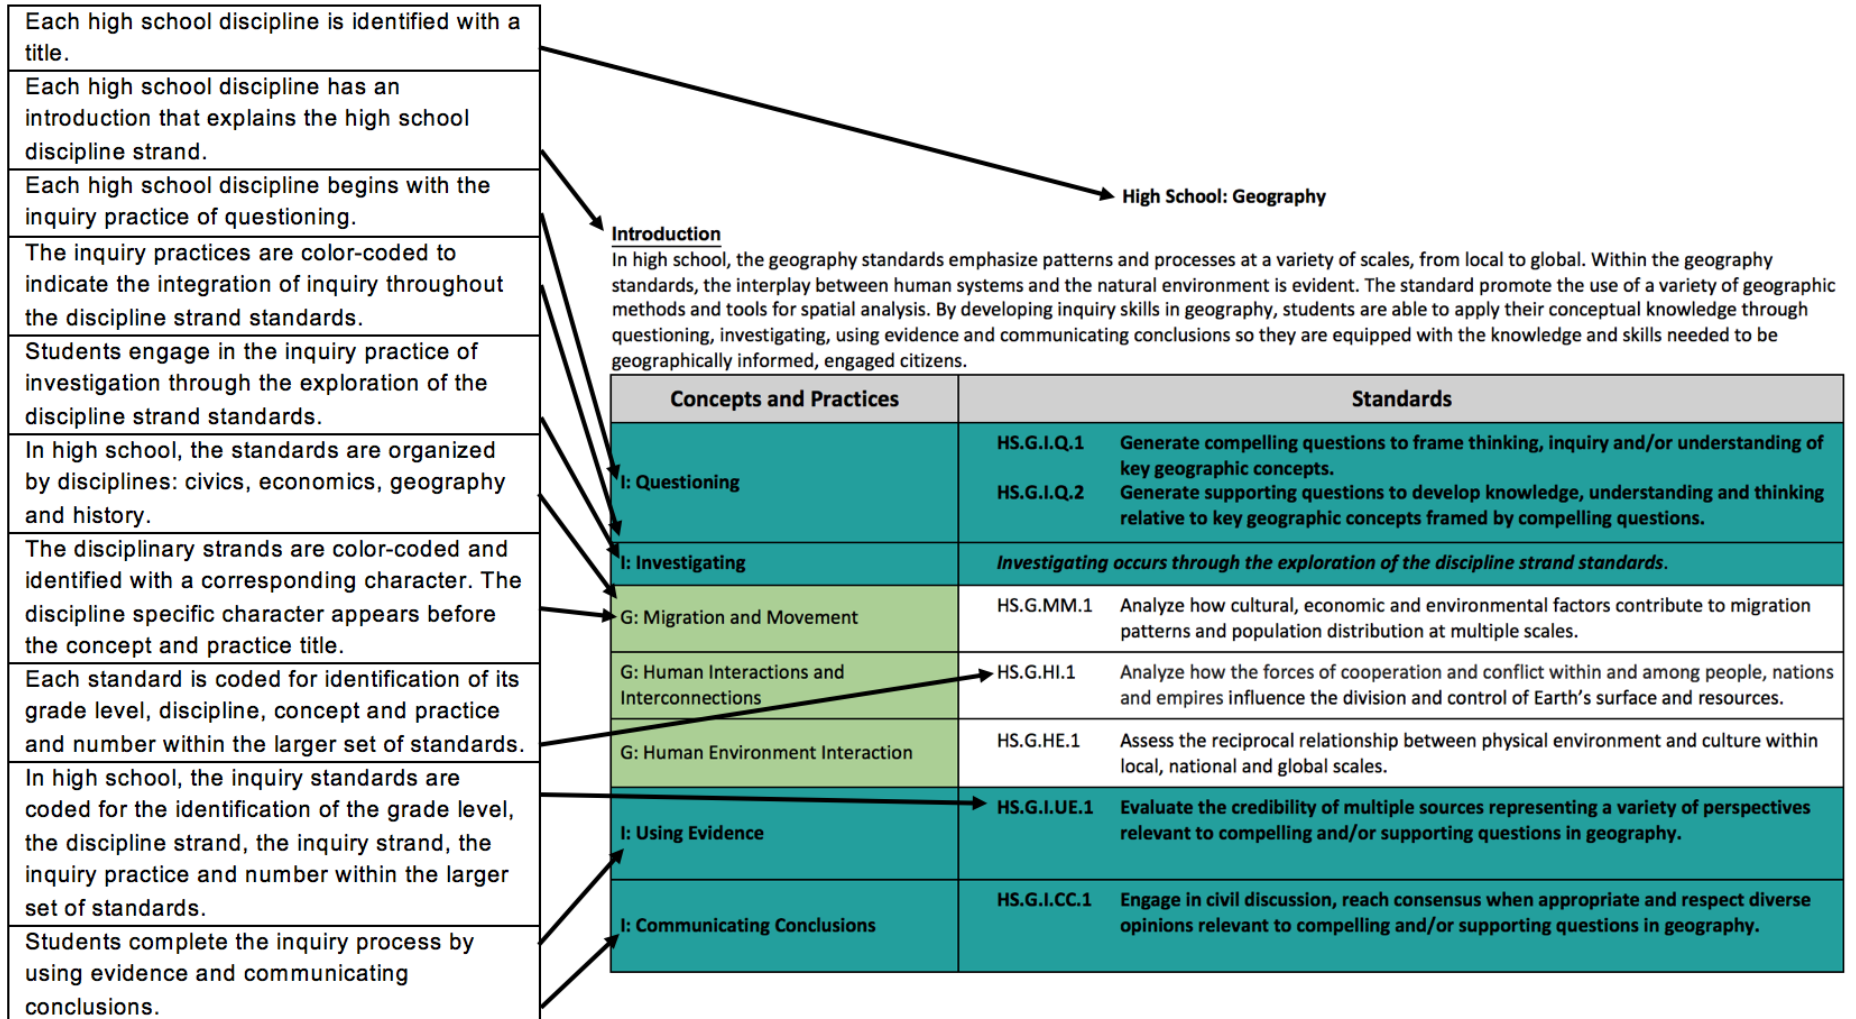 Each high school discipline is identified with a
title.
Each high school discipline has an
introduction that explains the high school
discipline strand.
Each high school discipline begins with the
inquiry practice of questioning.
The inquiry practices are color-coded to
indicate the integration of inquiry throughout
the discipline strand standards.
Students engage in the inquiry practice of
investigation through the exploration of the
discipline strand standards.
In high school, the standards are organized
by disciplines: civics, economics, geography
and history.
The disciplinary strands are color-coded and
identified with a corresponding character. The
discipline specific character appears before
the concept and practice title.
Each standard is coded for identification of its
grade level, discipline, concept and practice
and number within the larger set of standards.
In high school, the inquiry standards are
coded for the identification of the grade level,
the discipline strand, the inquiry strand, the
inquiry practice and number within the larger
set of standards.
Students complete the inquiry process by
using evidence and communicating
conclusions.
High School: Geography
Introduction
In high school, the geography standards emphasize patterns and processes at a variety of scales, from local to global. Within the geography
standards, the interplay between human systems and the natural environment is evident. The standard promote the use of a variety of geographic
methods and tools for spatial analysis. By developing inquiry skills in geography, students are able to apply their conceptual knowledge through
questioning, investigating, using evidence and communicating conclusions so they are equipped with the knowledge and skills needed to be
geographically informed, engaged citizens.
Concepts and Practices
Standards
I: Questioning
HS.G.I.Q.1 Generate compelling questions to frame thinking, inquiry and/or understanding of
key geographic concepts.
HS.G.I.Q.2 Generate supporting questions to develop knowledge, understanding and thinking
relative to key geographic concepts framed by compelling questions.
I: Investigating
Investigating occurs through the exploration of the discipline strand standards.
G: Migration and Movement
HS.G.MM.1 Analyze how cultural, economic and environmental factors contribute to migration
patterns and population distribution at multiple scales.
G: Human Interactions and
Interconnections
HS.G.HI.1 Analyze how the forces of cooperation and conflict within and among people, nations
and empires influence the division and control of Earth's surface and resources.
G: Human Environment Interaction
HS.G.HE.1 Assess the reciprocal relationship between physical environment and culture within
local, national and global scales.
I: Using Evidence
HS.G.I.UE.1 Evaluate the credibility of multiple sources representing a variety of perspectives
relevant to compelling and/or supporting questions in geography.
I: Communicating Conclusions
HS.G.I.CC.1 Engage in civil discussion, reach consensus when appropriate and respect diverse
opinions relevant to compelling and/or supporting questions in geography.